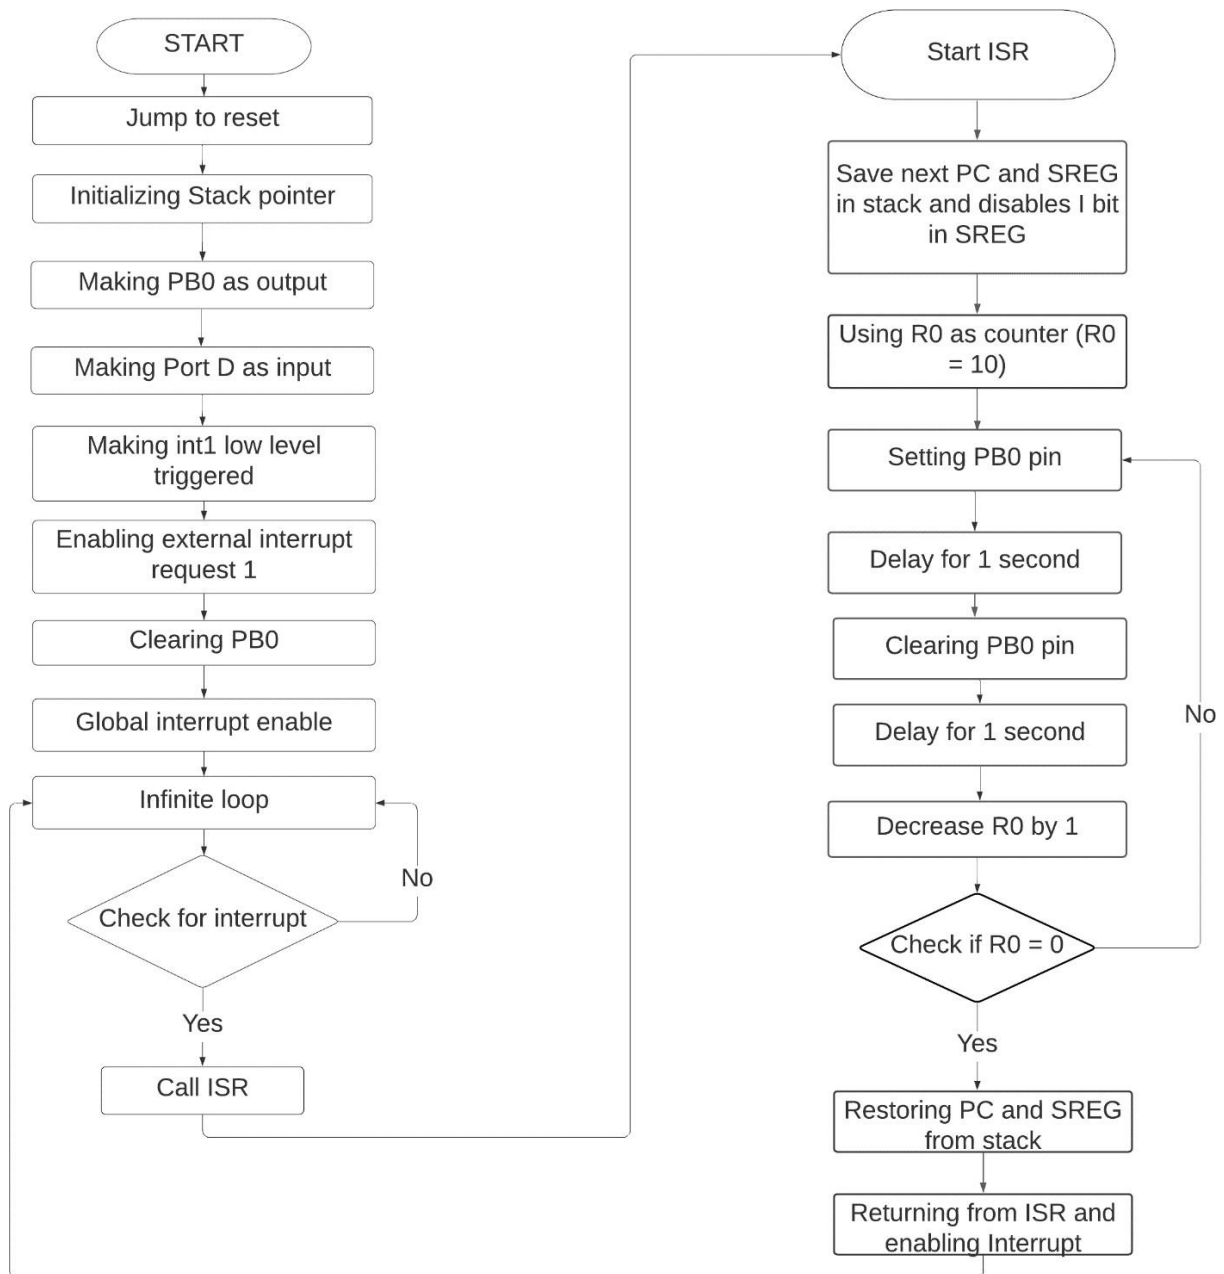 START
Jump to reset
Initializing Stack pointer
Making PB0 as output
Making Port D as input
Making int1 low level
triggered
Enabling external interrupt
request 1
Clearing PB0
Global interrupt enable
Infinite loop
No
Check for interrupt
Yes
Call ISR
Start ISR
Save next PC and SREG
in stack and disables I bit
in SREG
Using R0 as counter (R0
= 10)
Setting PB0 pin
Delay for 1 second
Clearing PB0 pin
No
Delay for 1 second
Decrease R0 by 1
Check if R0 = 0
Yes
Restoring PC and SREG
from stack
Returning from ISR and
enabling Interrupt